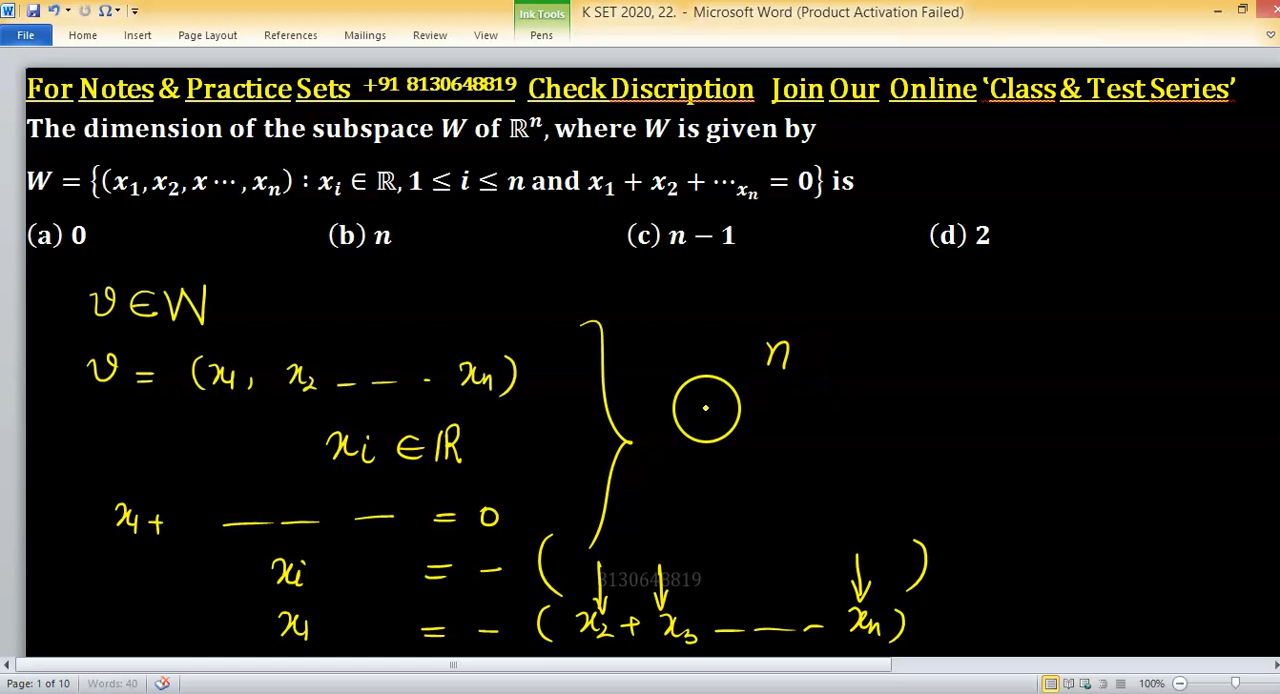 K SET 2020, 22. - Microsoft Word (Product Activation Failed)
Ink Tools
File Home Insert Page Layout References Mailings Review View Pens
For Notes & Practice Sets +91 8130648819 Check Discription Join Our Online ‘Class & Test Series’
The dimension of the subspace W of ℝⁿ, where W is given by
W = {(x₁, x₂, x ⋯, xₙ) : xᵢ ∈ ℝ, 1 ≤ i ≤ n and x₁ + x₂ + ⋯ₓₙ = 0} is
(a) 0 (b) n (c) n − 1 (d) 2
v ∈ W
v = (x₁, x₂ _ _ . xₙ)
n
xᵢ ∈ ℝ
x₁ + — — — = 0
xᵢ = − ( )
8130648819
x₁ = − ( x₂ + x₃ — — - xₙ)
Page: 1 of 10 Words: 40 100%